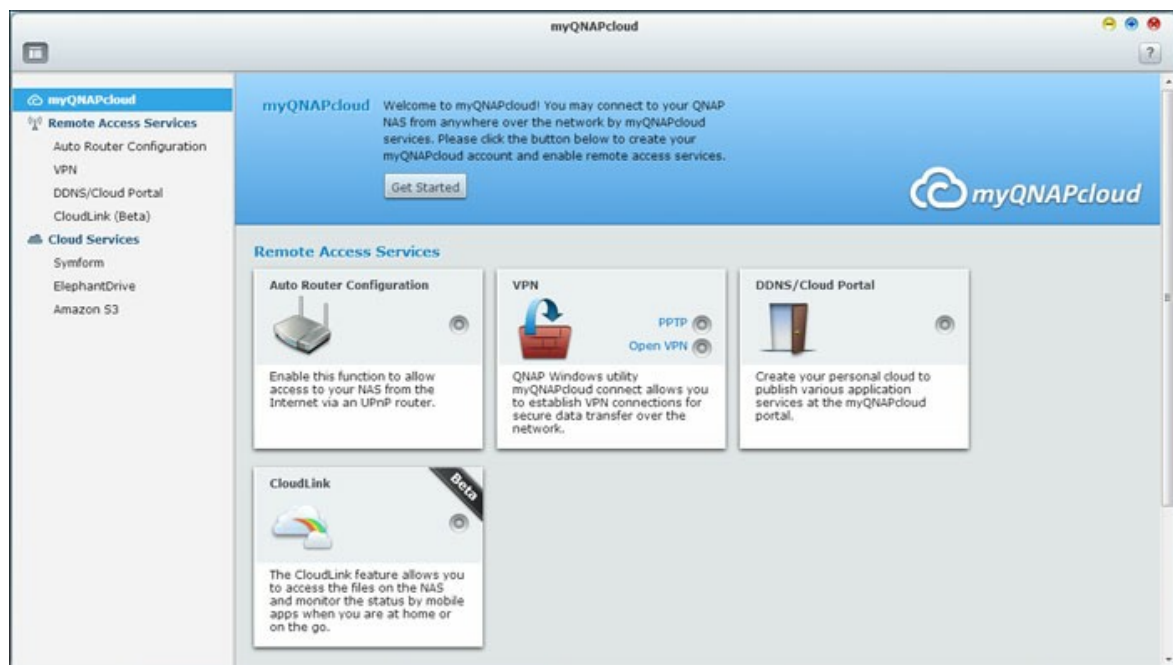 myQNAPcloud
?
myQNAPcloud
Remote Access Services
Auto Router Configuration
VPN
DDNS/Cloud Portal
CloudLink (Beta)
Cloud Services
Symform
ElephantDrive
Amazon S3
myQNAPcloud
Welcome to myQNAPcloud! You may connect to your QNAP
NAS from anywhere over the network by myQNAPcloud
services. Please click the button below to create your
myQNAPcloud account and enable remote access services.
Get Started
myQNAPcloud
Remote Access Services
Auto Router Configuration
Enable this function to allow
access to your NAS from the
Internet via an UPnP router.
VPN
PPTP
Open VPN
QNAP Windows utility
myQNAPcloud connect allows you
to establish VPN connections for
secure data transfer over the
network.
DDNS/Cloud Portal
Create your personal cloud to
publish various application
services at the myQNAPcloud
portal.
CloudLink
Beta
The CloudLink feature allows you
to access the files on the NAS
and monitor the status by mobile
apps when you are at home or
on the go.